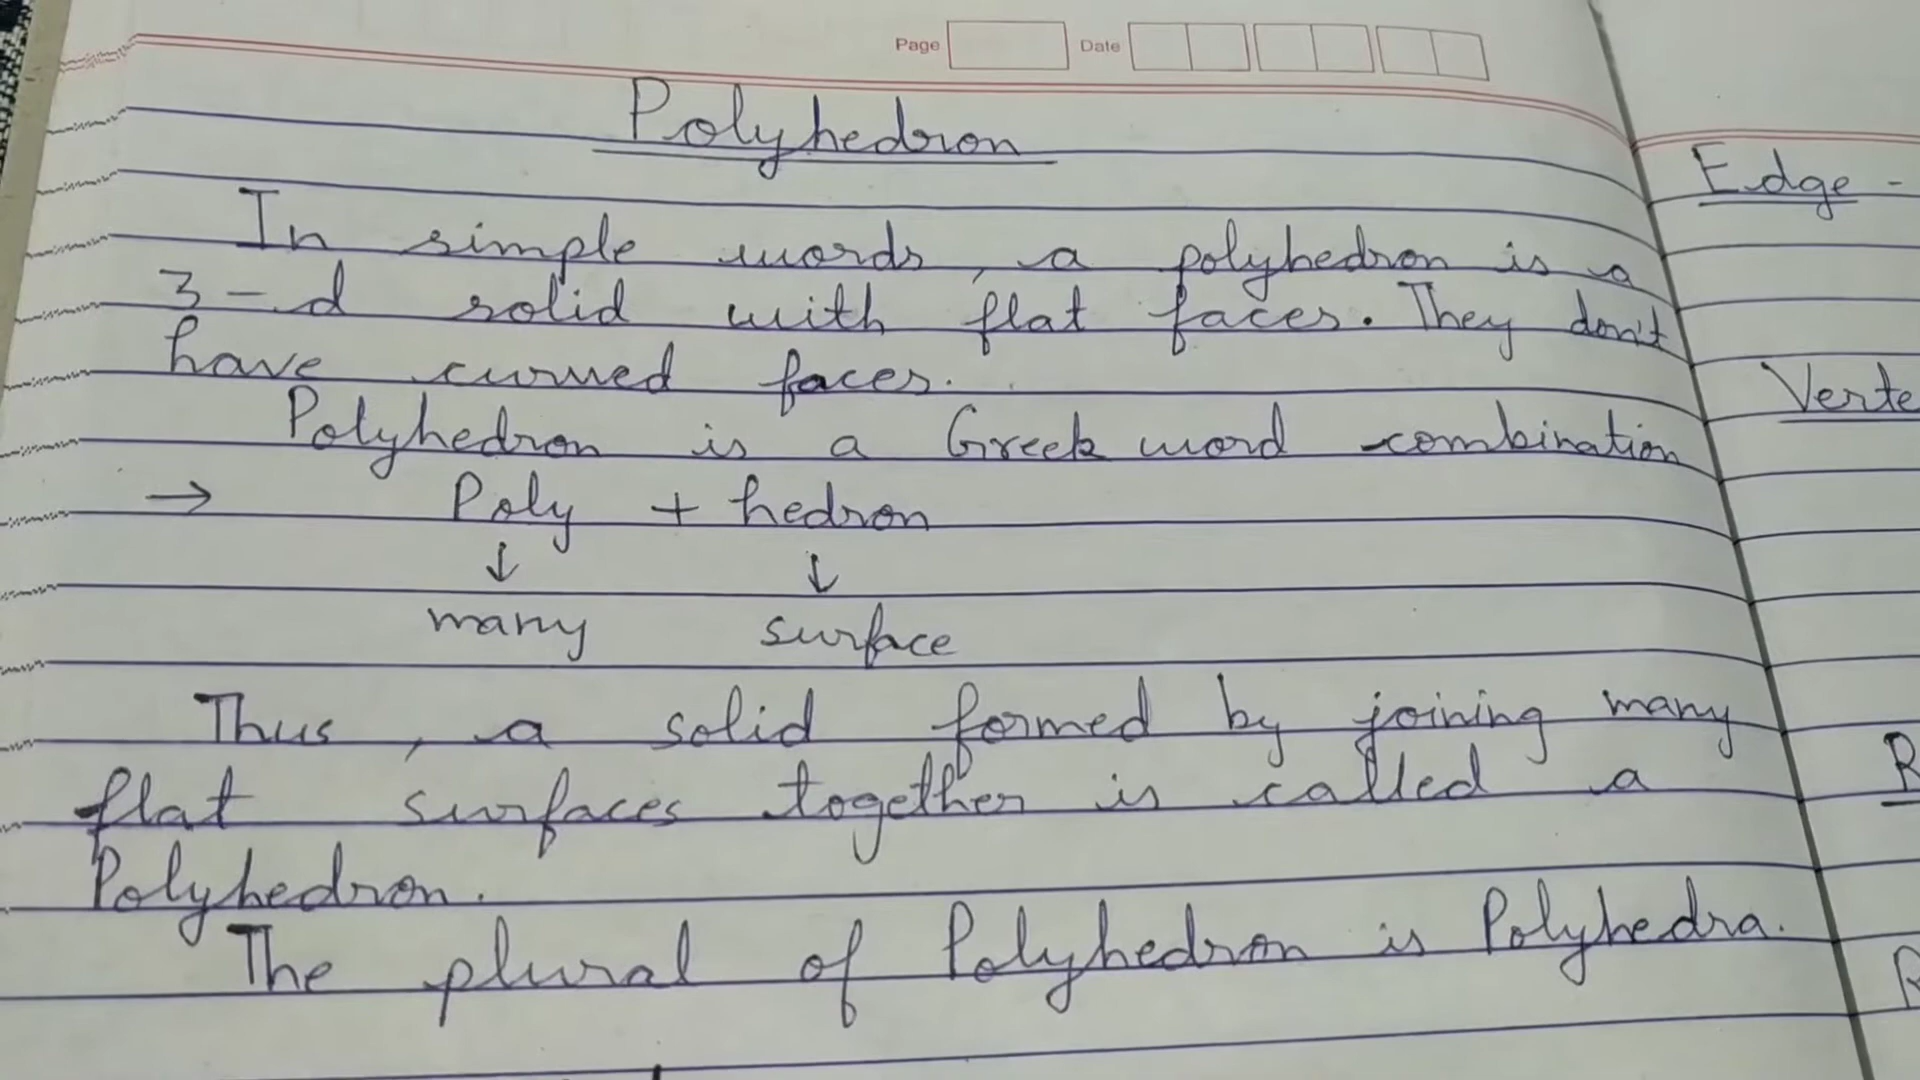 Page Date
Polyhedron
In simple words, a polyhedron is a
3-d solid with flat faces. They don't
have curved faces.
Polyhedron is a Greek word combination
→ Poly + hedron
↓ ↓
many surface
Thus, a solid formed by joining many
flat surfaces together is called a
Polyhedron.
The plural of Polyhedron is Polyhedra.
Edge -
Verte
R